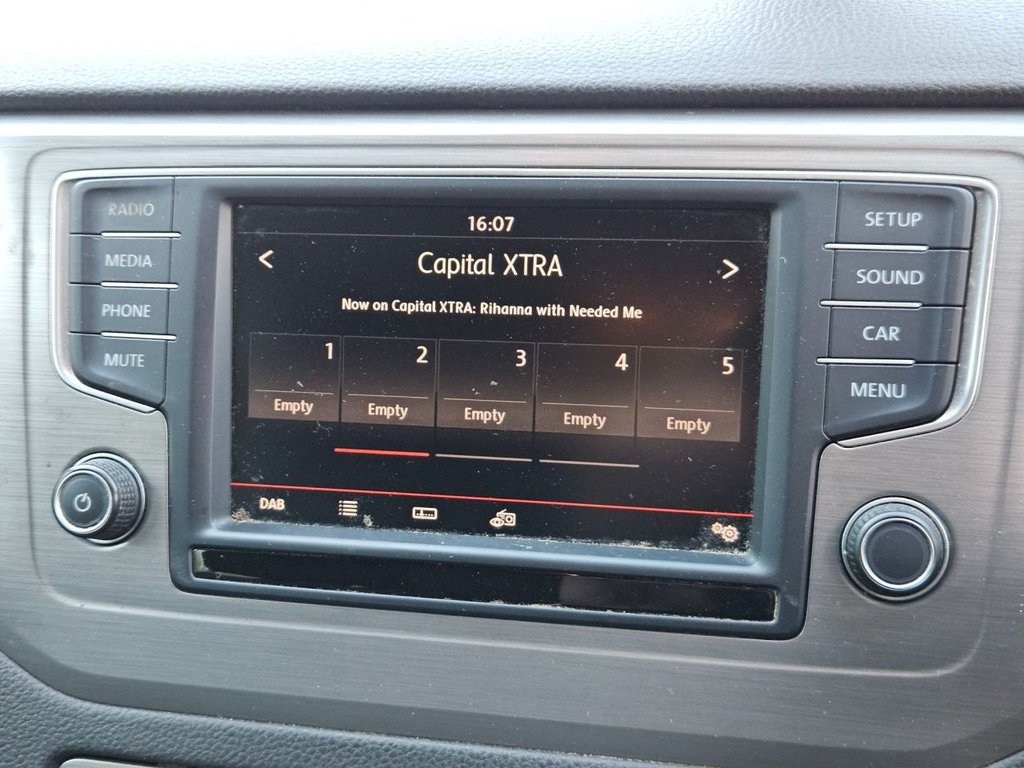 RADIO
MEDIA
PHONE
MUTE
16:07
< Capital XTRA >
Now on Capital XTRA: Rihanna with Needed Me
1 2 3 4 5
Empty Empty Empty Empty Empty
DAB
SETUP
SOUND
CAR
MENU